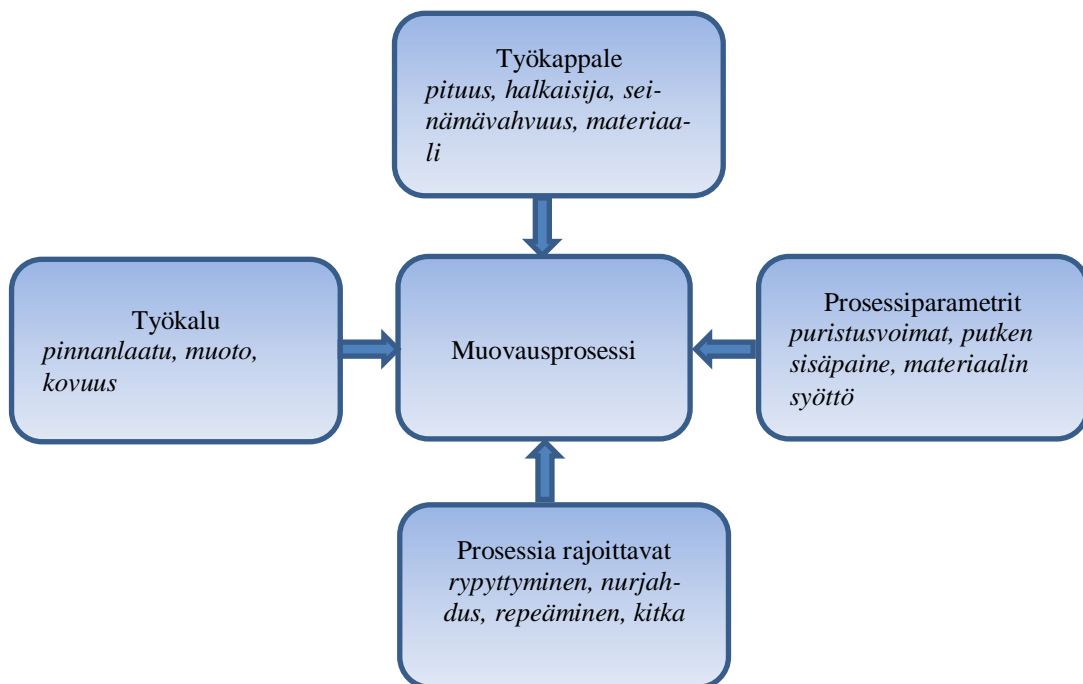 Työkappale
pituus, halkaisija, sei-
nämävahvuus, materiaa-
li
Työkalu
pinnanlaatu, muoto,
kovuus
Muovausprosessi
Prosessiparametrit
puristusvoimat, putken
sisäpaine, materiaalin
syöttö
Prosessia rajoittavat
rypyttyminen, nurjah-
dus, repeäminen, kitka